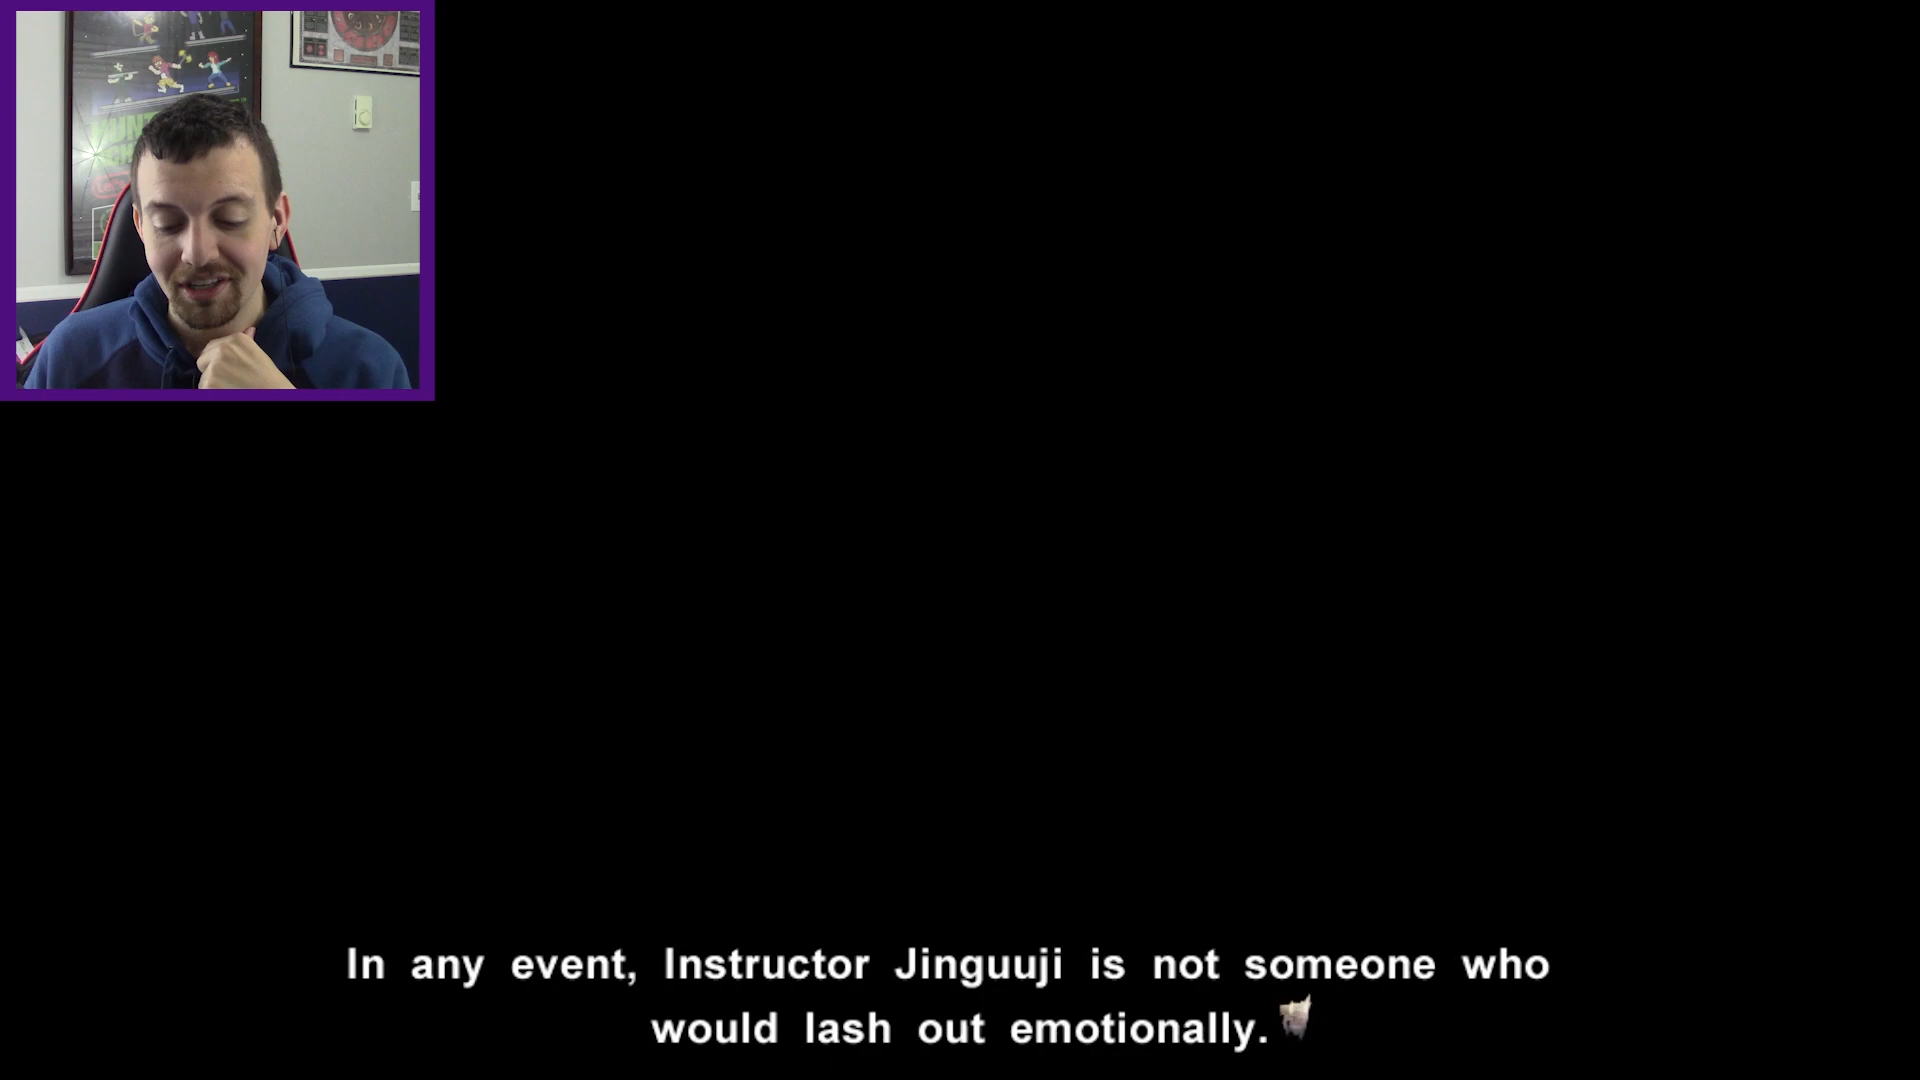 In any event, Instructor Jinguuji is not someone who
would lash out emotionally.